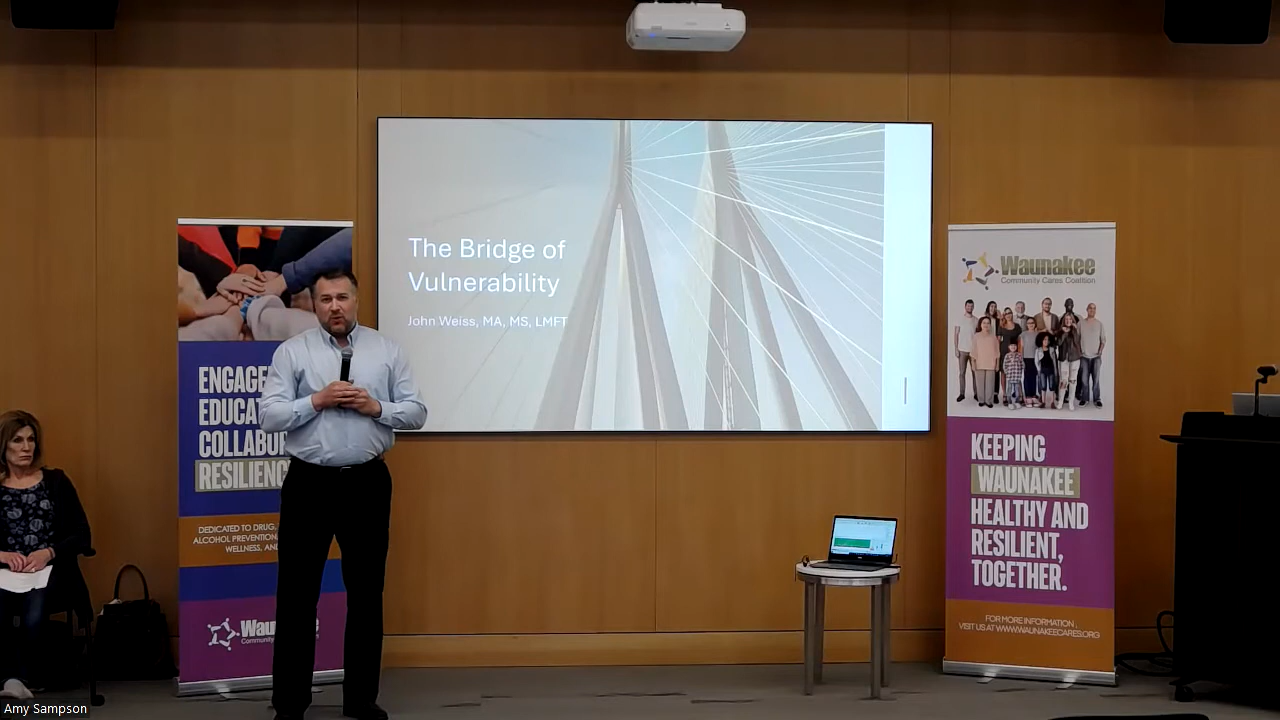 The Bridge of
Vulnerability
John Weiss, MA, MS, LMFT
ENGAGE
EDUCAT
COLLABOR
RESILIENC
DEDICATED TO DRUG,
ALCOHOL PREVENTION,
WELLNESS, AND
Wau
Community
Waunakee
Community Cares Coalition
KEEPING
WAUNAKEE
HEALTHY AND
RESILIENT,
TOGETHER.
FOR MORE INFORMATION,
VISIT US AT WWW.WAUNAKEECARES.ORG
Amy Sampson